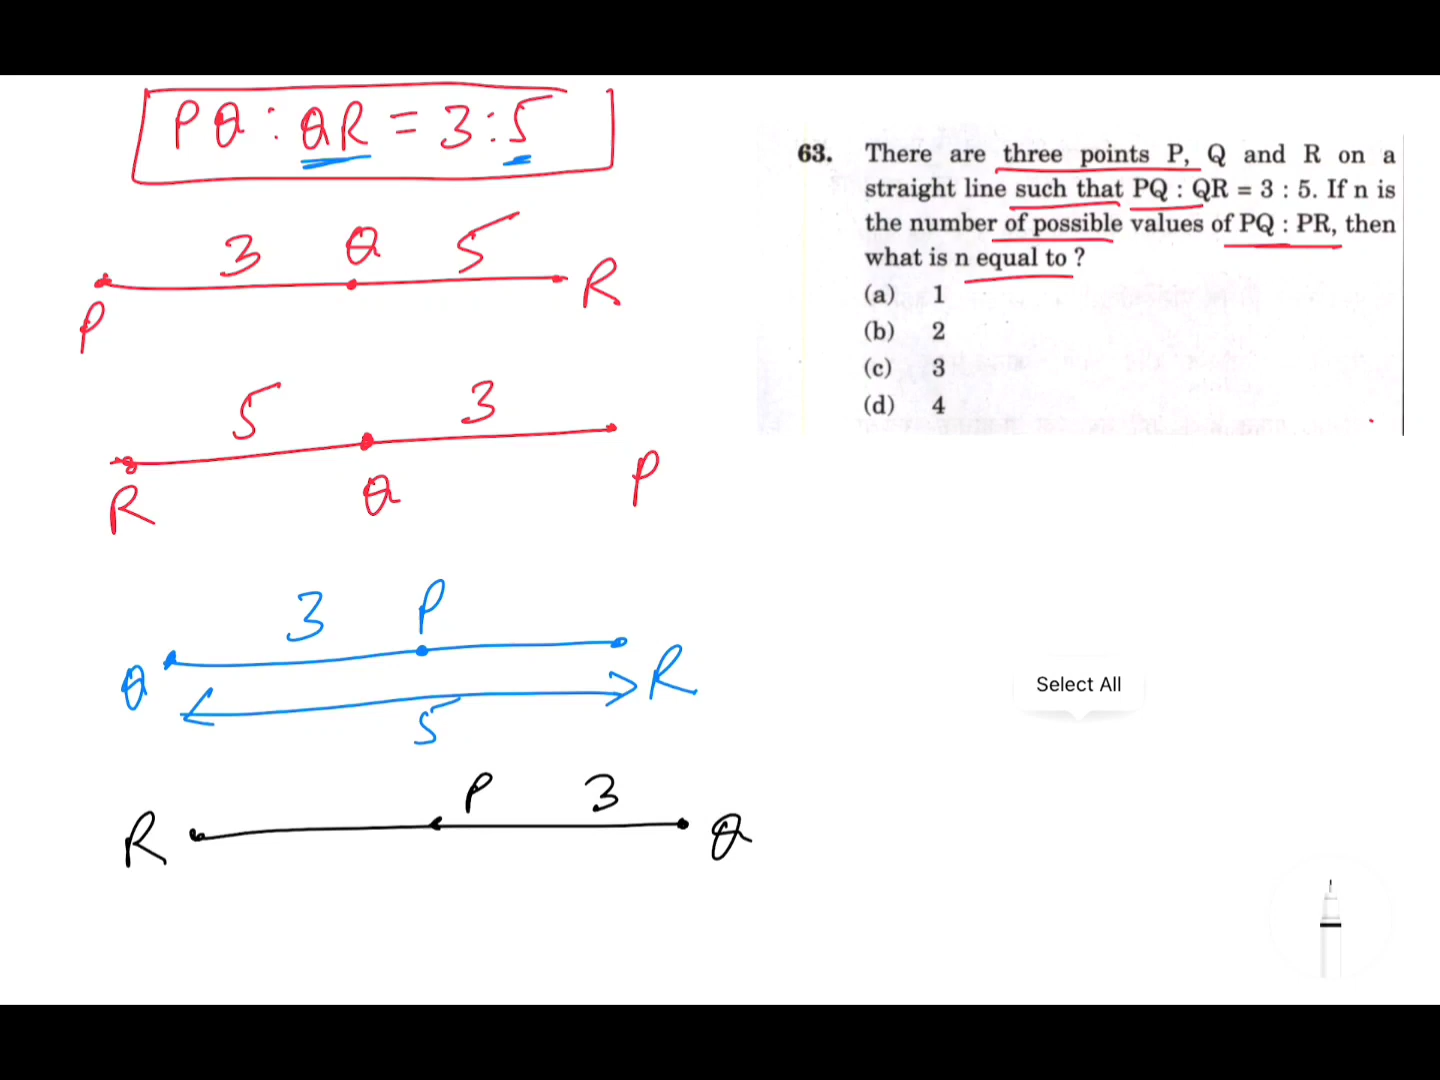 PQ : QR = 3 : 5
3 Q 5
P R
5 3
R Q P
3 P
Q R
5
P 3
R Q
63. There are three points P, Q and R on a
straight line such that PQ : QR = 3 : 5. If n is
the number of possible values of PQ : PR, then
what is n equal to ?
(a) 1
(b) 2
(c) 3
(d) 4
Select All